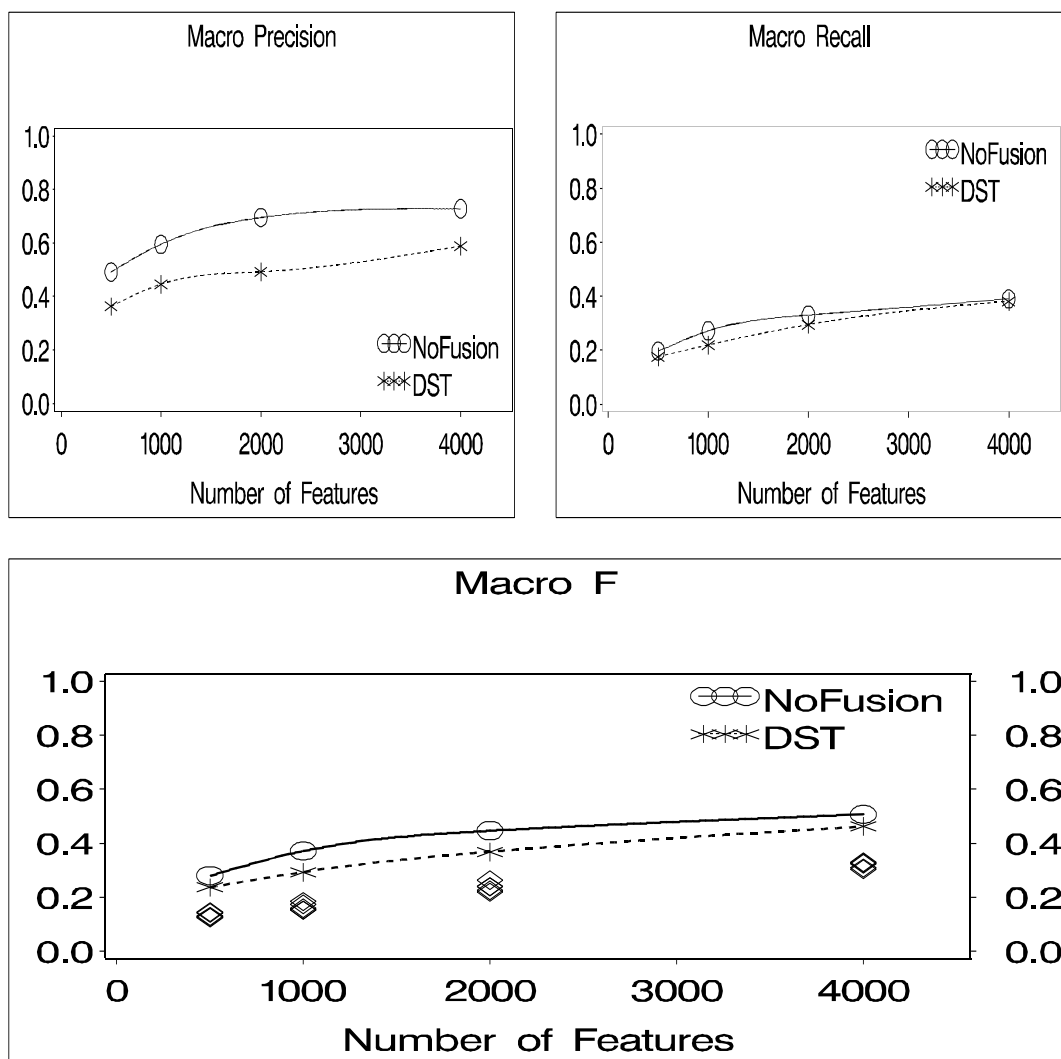 Macro Precision
1.0
0.8
0.6
0.4
0.2
0.0
NoFusion
DST
0 1000 2000 3000 4000
Number of Features
Macro Recall
1.0
0.8
0.6
0.4
0.2
0.0
NoFusion
DST
0 1000 2000 3000 4000
Number of Features
Macro F
1.0 1.0
0.8 0.8
0.6 0.6
0.4 0.4
0.2 0.2
0.0 0.0
NoFusion
DST
0 1000 2000 3000 4000
Number of Features